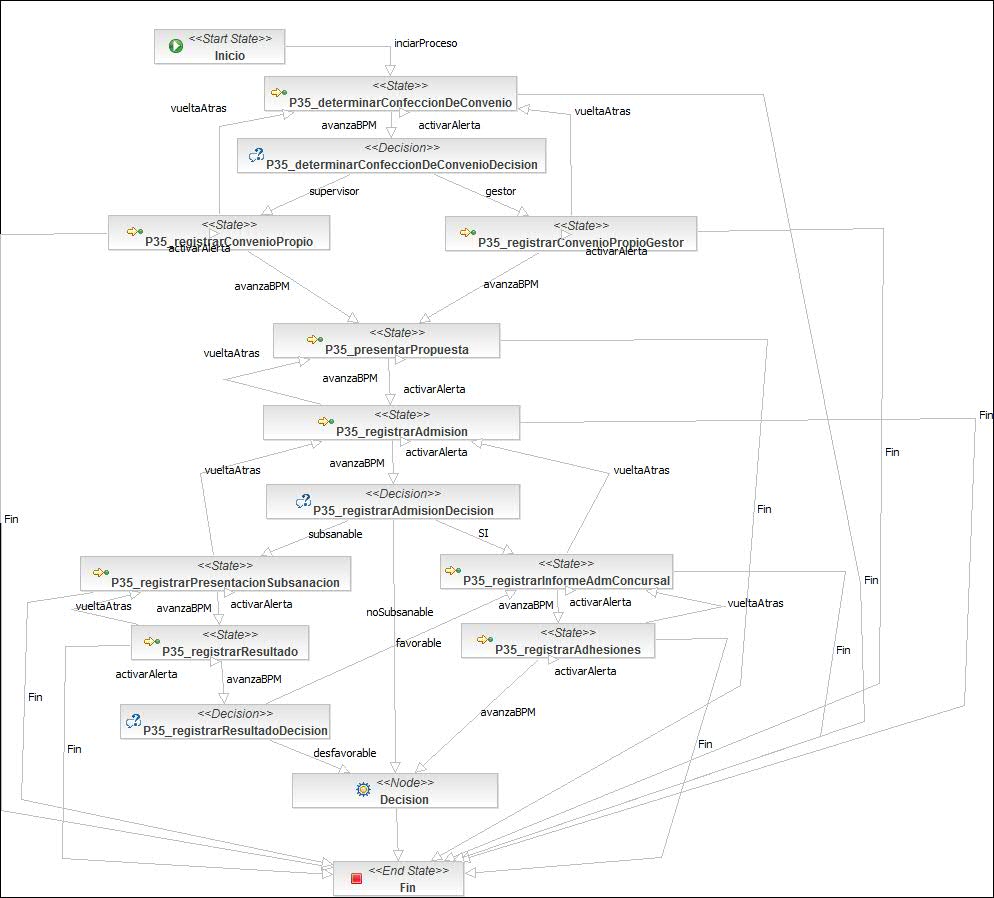 <<Start State>>
Inicio
inciarProceso
<<State>>
P35_determinarConfeccionDeConvenio
vueltaAtras
vueltaAtras
avanzaBPM
activarAlerta
<<Decision>>
P35_determinarConfeccionDeConvenioDecision
supervisor
gestor
<<State>>
P35_registrarConvenioPropio
activarAlerta
<<State>>
P35_registrarConvenioPropioGestor
activarAlerta
avanzaBPM
avanzaBPM
<<State>>
P35_presentarPropuesta
vueltaAtras
avanzaBPM
activarAlerta
<<State>>
P35_registrarAdmision
Fin
activarAlerta
Fin
avanzaBPM
vueltaAtras
vueltaAtras
<<Decision>>
P35_registrarAdmisionDecision
Fin
Fin
subsanable
SI
<<State>>
P35_registrarPresentacionSubsanacion
<<State>>
P35_registrarInformeAdmConcursal
Fin
vueltaAtras
avanzaBPM
activarAlerta
noSubsanable
avanzaBPM
activarAlerta
vueltaAtras
<<State>>
P35_registrarResultado
favorable
<<State>>
P35_registrarAdhesiones
Fin
activarAlerta
avanzaBPM
activarAlerta
Fin
<<Decision>>
P35_registrarResultadoDecision
avanzaBPM
Fin
desfavorable
Fin
<<Node>>
Decision
<<End State>>
Fin